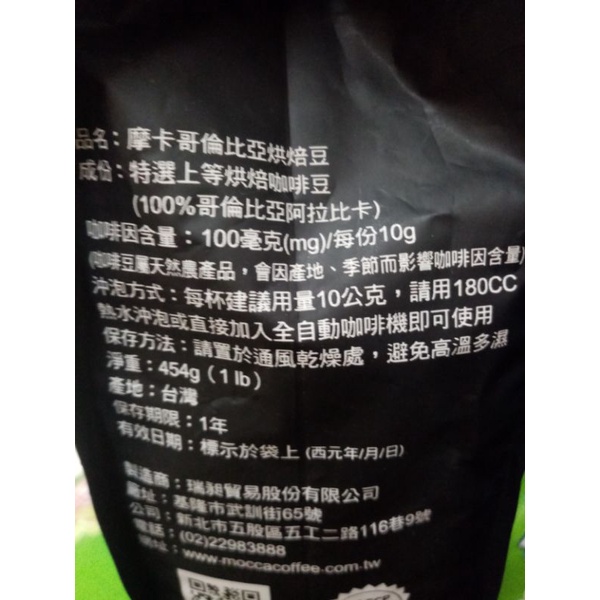 品名：摩卡哥倫比亞烘焙豆
成份：特選上等烘焙咖啡豆
(100%哥倫比亞阿拉比卡)
咖啡因含量：100毫克(mg)/每份10g
(咖啡豆屬天然農產品，會因產地、季節而影響咖啡因含量)
沖泡方式：每杯建議用量10公克，請用180CC
熱水沖泡或直接加入全自動咖啡機即可使用
保存方法：請置於通風乾燥處，避免高溫多濕
淨重：454g（1 lb）
產地：台灣
保存期限：1年
有效日期：標示於袋上 (西元年/月/日)
製造商：瑞昶貿易股份有限公司
廠址：基隆市武訓街65號
公司：新北市五股區五工二路116巷9號
電話：(02)22983888
網址：www.moccacoffee.com.tw